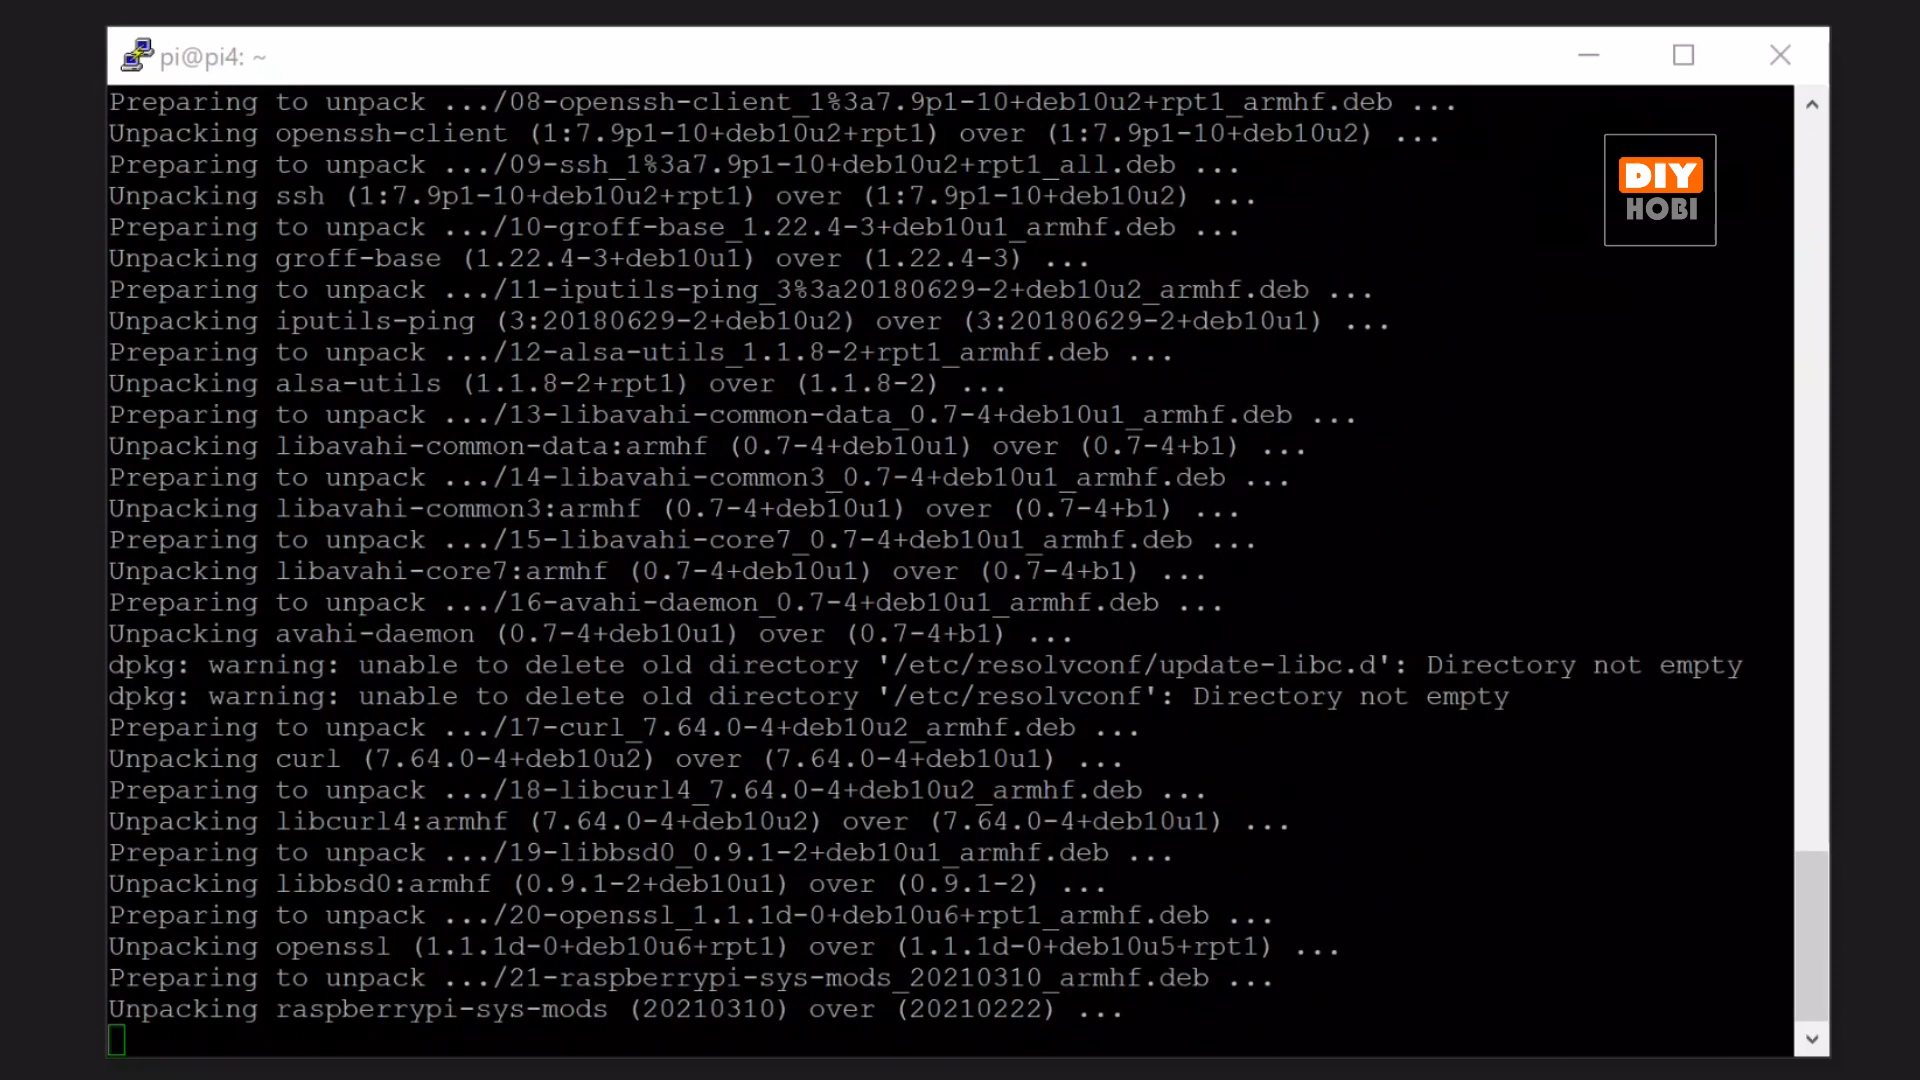 pi@pi4: ~
Preparing to unpack .../08-openssh-client_1%3a7.9p1-10+deb10u2+rpt1_armhf.deb ...
Unpacking openssh-client (1:7.9p1-10+deb10u2+rpt1) over (1:7.9p1-10+deb10u2) ...
Preparing to unpack .../09-ssh_1%3a7.9p1-10+deb10u2+rpt1_all.deb ...
Unpacking ssh (1:7.9p1-10+deb10u2+rpt1) over (1:7.9p1-10+deb10u2) ...
Preparing to unpack .../10-groff-base_1.22.4-3+deb10u1_armhf.deb ...
Unpacking groff-base (1.22.4-3+deb10u1) over (1.22.4-3) ...
Preparing to unpack .../11-iputils-ping_3%3a20180629-2+deb10u2_armhf.deb ...
Unpacking iputils-ping (3:20180629-2+deb10u2) over (3:20180629-2+deb10u1) ...
Preparing to unpack .../12-alsa-utils_1.1.8-2+rpt1_armhf.deb ...
Unpacking alsa-utils (1.1.8-2+rpt1) over (1.1.8-2) ...
Preparing to unpack .../13-libavahi-common-data_0.7-4+deb10u1_armhf.deb ...
Unpacking libavahi-common-data:armhf (0.7-4+deb10u1) over (0.7-4+b1) ...
Preparing to unpack .../14-libavahi-common3_0.7-4+deb10u1_armhf.deb ...
Unpacking libavahi-common3:armhf (0.7-4+deb10u1) over (0.7-4+b1) ...
Preparing to unpack .../15-libavahi-core7_0.7-4+deb10u1_armhf.deb ...
Unpacking libavahi-core7:armhf (0.7-4+deb10u1) over (0.7-4+b1) ...
Preparing to unpack .../16-avahi-daemon_0.7-4+deb10u1_armhf.deb ...
Unpacking avahi-daemon (0.7-4+deb10u1) over (0.7-4+b1) ...
dpkg: warning: unable to delete old directory '/etc/resolvconf/update-libc.d': Directory not empty
dpkg: warning: unable to delete old directory '/etc/resolvconf': Directory not empty
Preparing to unpack .../17-curl_7.64.0-4+deb10u2_armhf.deb ...
Unpacking curl (7.64.0-4+deb10u2) over (7.64.0-4+deb10u1) ...
Preparing to unpack .../18-libcurl4_7.64.0-4+deb10u2_armhf.deb ...
Unpacking libcurl4:armhf (7.64.0-4+deb10u2) over (7.64.0-4+deb10u1) ...
Preparing to unpack .../19-libbsd0_0.9.1-2+deb10u1_armhf.deb ...
Unpacking libbsd0:armhf (0.9.1-2+deb10u1) over (0.9.1-2) ...
Preparing to unpack .../20-openssl_1.1.1d-0+deb10u6+rpt1_armhf.deb ...
Unpacking openssl (1.1.1d-0+deb10u6+rpt1) over (1.1.1d-0+deb10u5+rpt1) ...
Preparing to unpack .../21-raspberrypi-sys-mods_20210310_armhf.deb ...
Unpacking raspberrypi-sys-mods (20210310) over (20210222) ...
DIY
HOBI